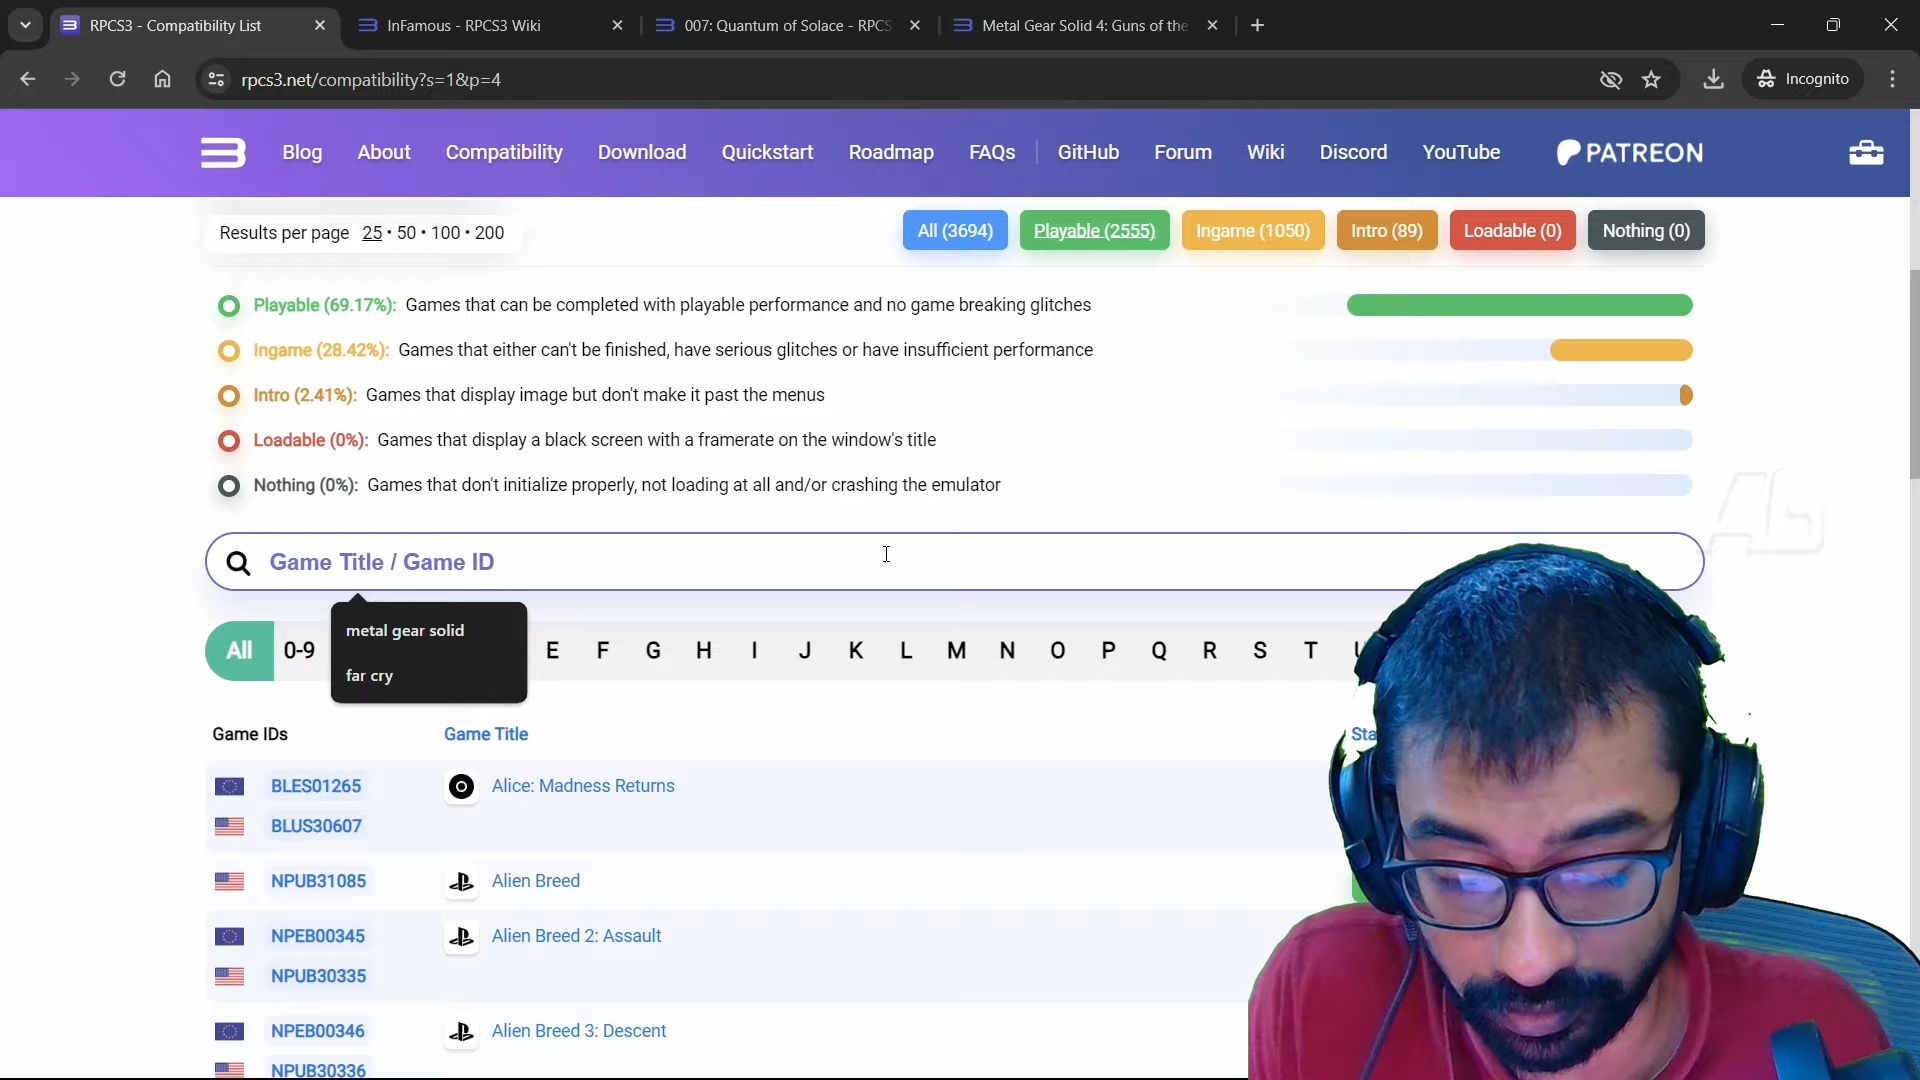 RPCS3 - Compatibility List
InFamous - RPCS3 Wiki
007: Quantum of Solace - RPCS
Metal Gear Solid 4: Guns of the
rpcs3.net/compatibility?s=1&p=4
Incognito
Blog
About
Compatibility
Download
Quickstart
Roadmap
FAQs
GitHub
Forum
Wiki
Discord
YouTube
PATREON
Results per page 25 • 50 • 100 • 200
All (3694)
Playable (2555)
Ingame (1050)
Intro (89)
Loadable (0)
Nothing (0)
Playable (69.17%): Games that can be completed with playable performance and no game breaking glitches
Ingame (28.42%): Games that either can't be finished, have serious glitches or have insufficient performance
Intro (2.41%): Games that display image but don't make it past the menus
Loadable (0%): Games that display a black screen with a framerate on the window's title
Nothing (0%): Games that don't initialize properly, not loading at all and/or crashing the emulator
AG
Game Title / Game ID
metal gear solid
far cry
All 0-9 E F G H I J K L M N O P Q R S T
Game IDs
Game Title
Sta
BLES01265
Alice: Madness Returns
BLUS30607
NPUB31085
Alien Breed
NPEB00345
Alien Breed 2: Assault
NPUB30335
NPEB00346
Alien Breed 3: Descent
NPUB30336